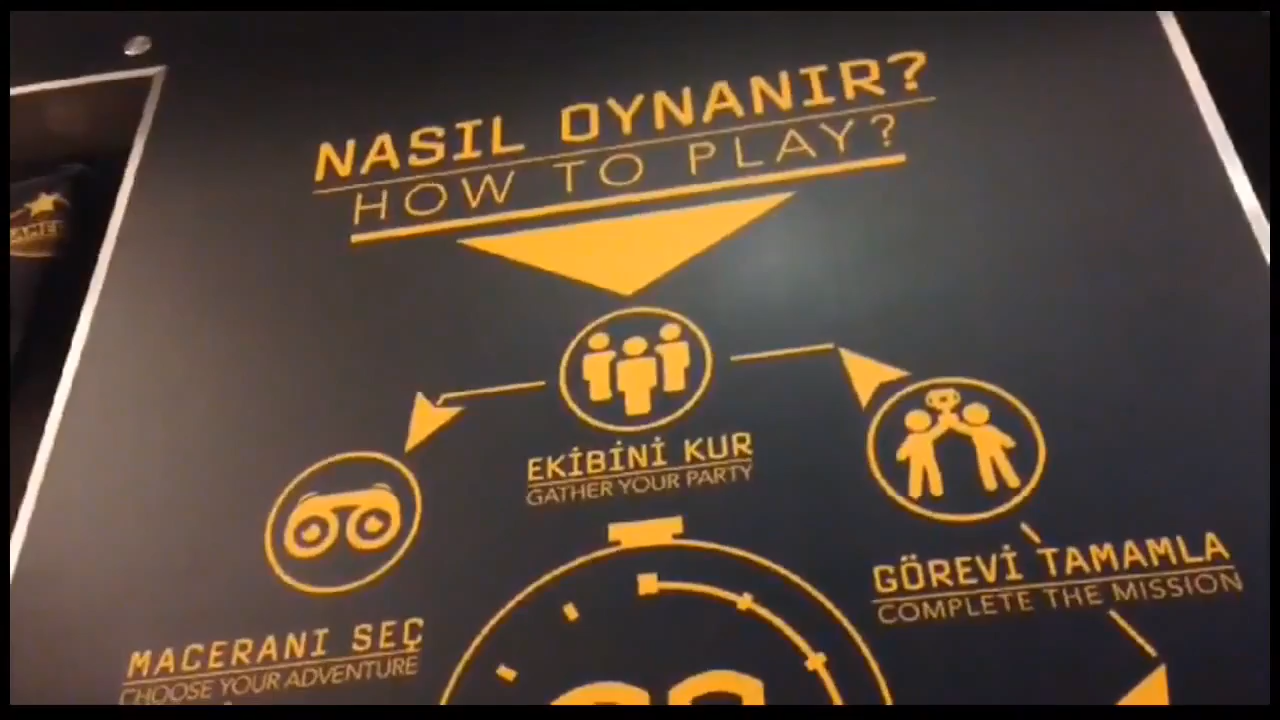 NASIL OYNANIR?
HOW TO PLAY?
EKİBİNİ KUR
GATHER YOUR PARTY
GÖREVİ TAMAMLA
COMPLETE THE MISSION
MACERANI SEÇ
CHOOSE YOUR ADVENTURE